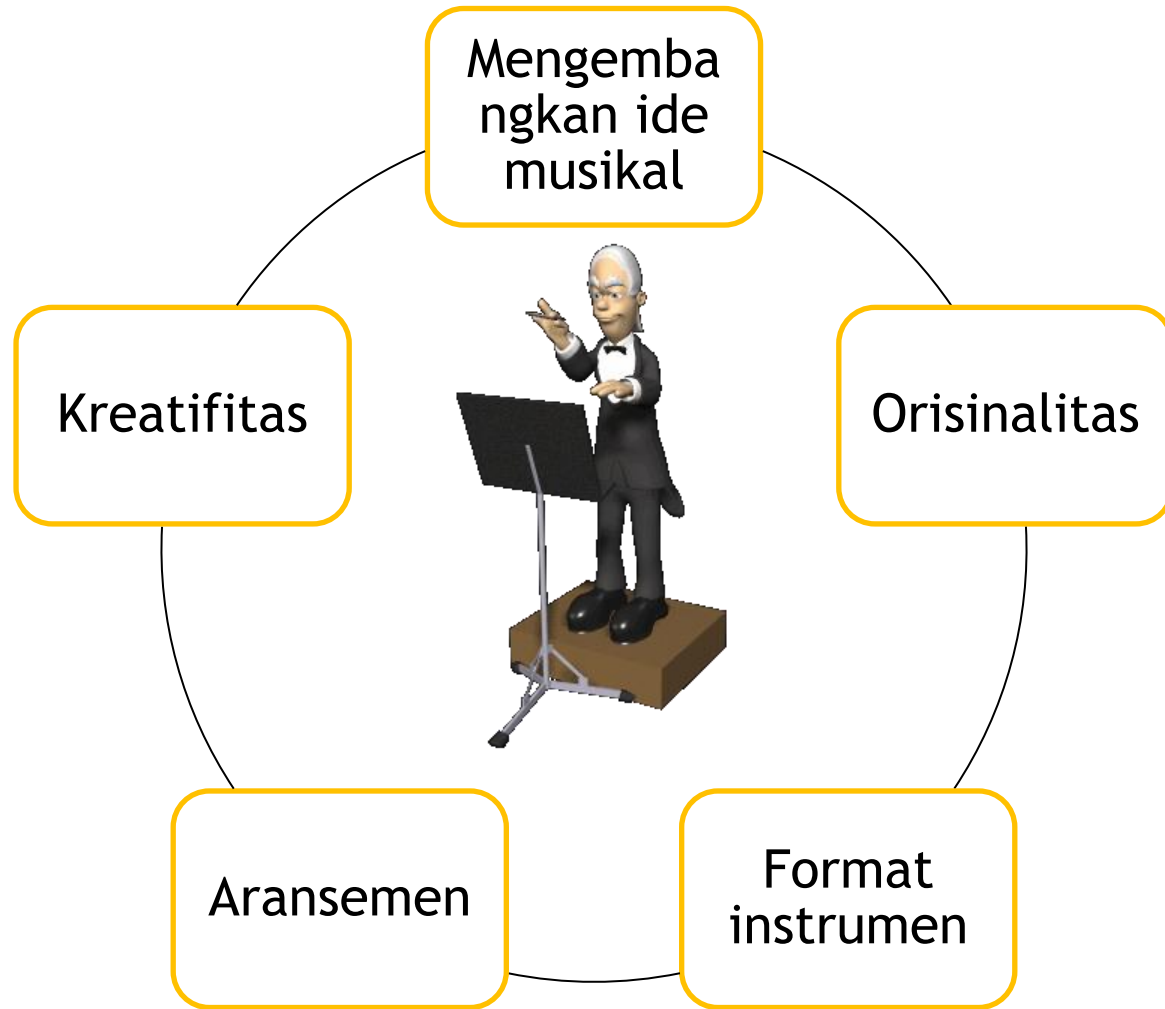 Mengemba
ngkan ide
musikal
Orisinalitas
Format
instrumen
Aransemen
Kreatifitas